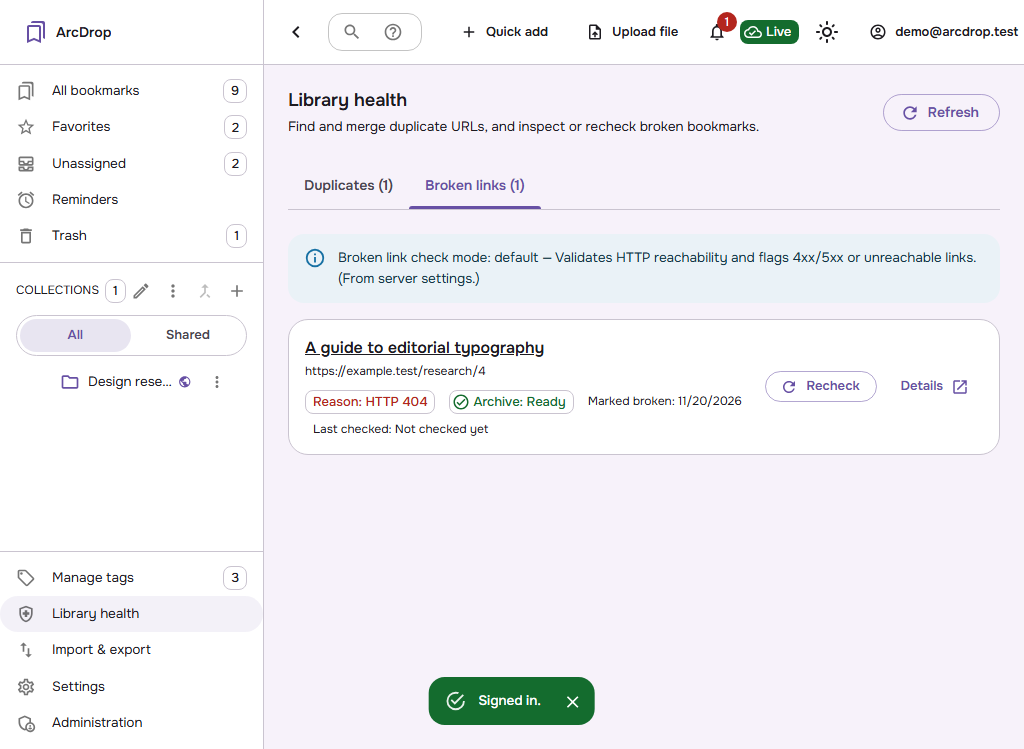 ArcDrop
Quick add
Upload file
1
Live
demo@arcdrop.test
All bookmarks 9
Favorites 2
Unassigned 2
Reminders
Trash 1
COLLECTIONS 1
All Shared
Design rese...
Manage tags 3
Library health
Import & export
Settings
Administration
Library health
Find and merge duplicate URLs, and inspect or recheck broken bookmarks.
Refresh
Duplicates (1) Broken links (1)
Broken link check mode: default — Validates HTTP reachability and flags 4xx/5xx or unreachable links.
(From server settings.)
A guide to editorial typography
https://example.test/research/4
Reason: HTTP 404 Archive: Ready Marked broken: 11/20/2026
Last checked: Not checked yet
Recheck Details
Signed in.